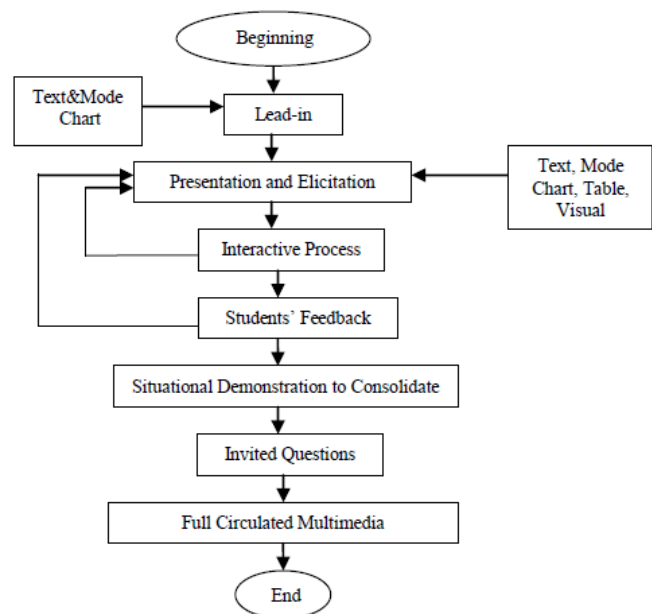 Beginning
Text&Mode
Chart
Lead-in
Presentation and Elicitation
Text, Mode
Chart, Table,
Visual
Interactive Process
Students’ Feedback
Situational Demonstration to Consolidate
Invited Questions
Full Circulated Multimedia
End